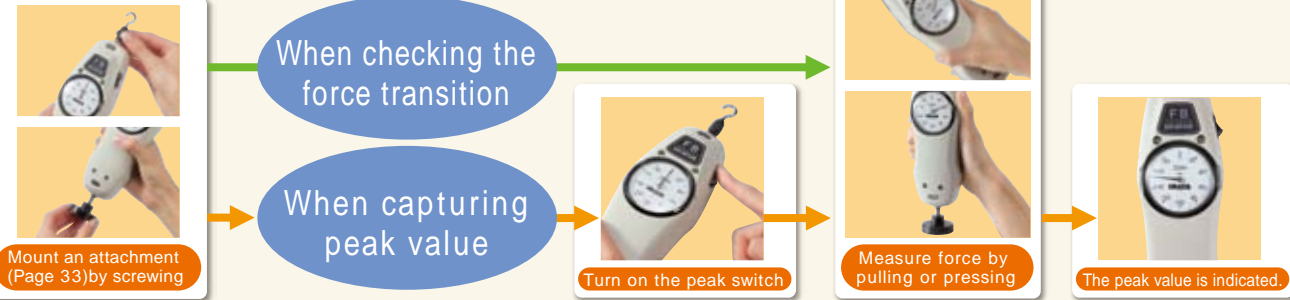 Mount an attachment
(Page 33)by screwing
When checking the
force transition
When capturing
peak value
Turn on the peak switch
Measure force by
pulling or pressing
FB
The peak value is indicated.